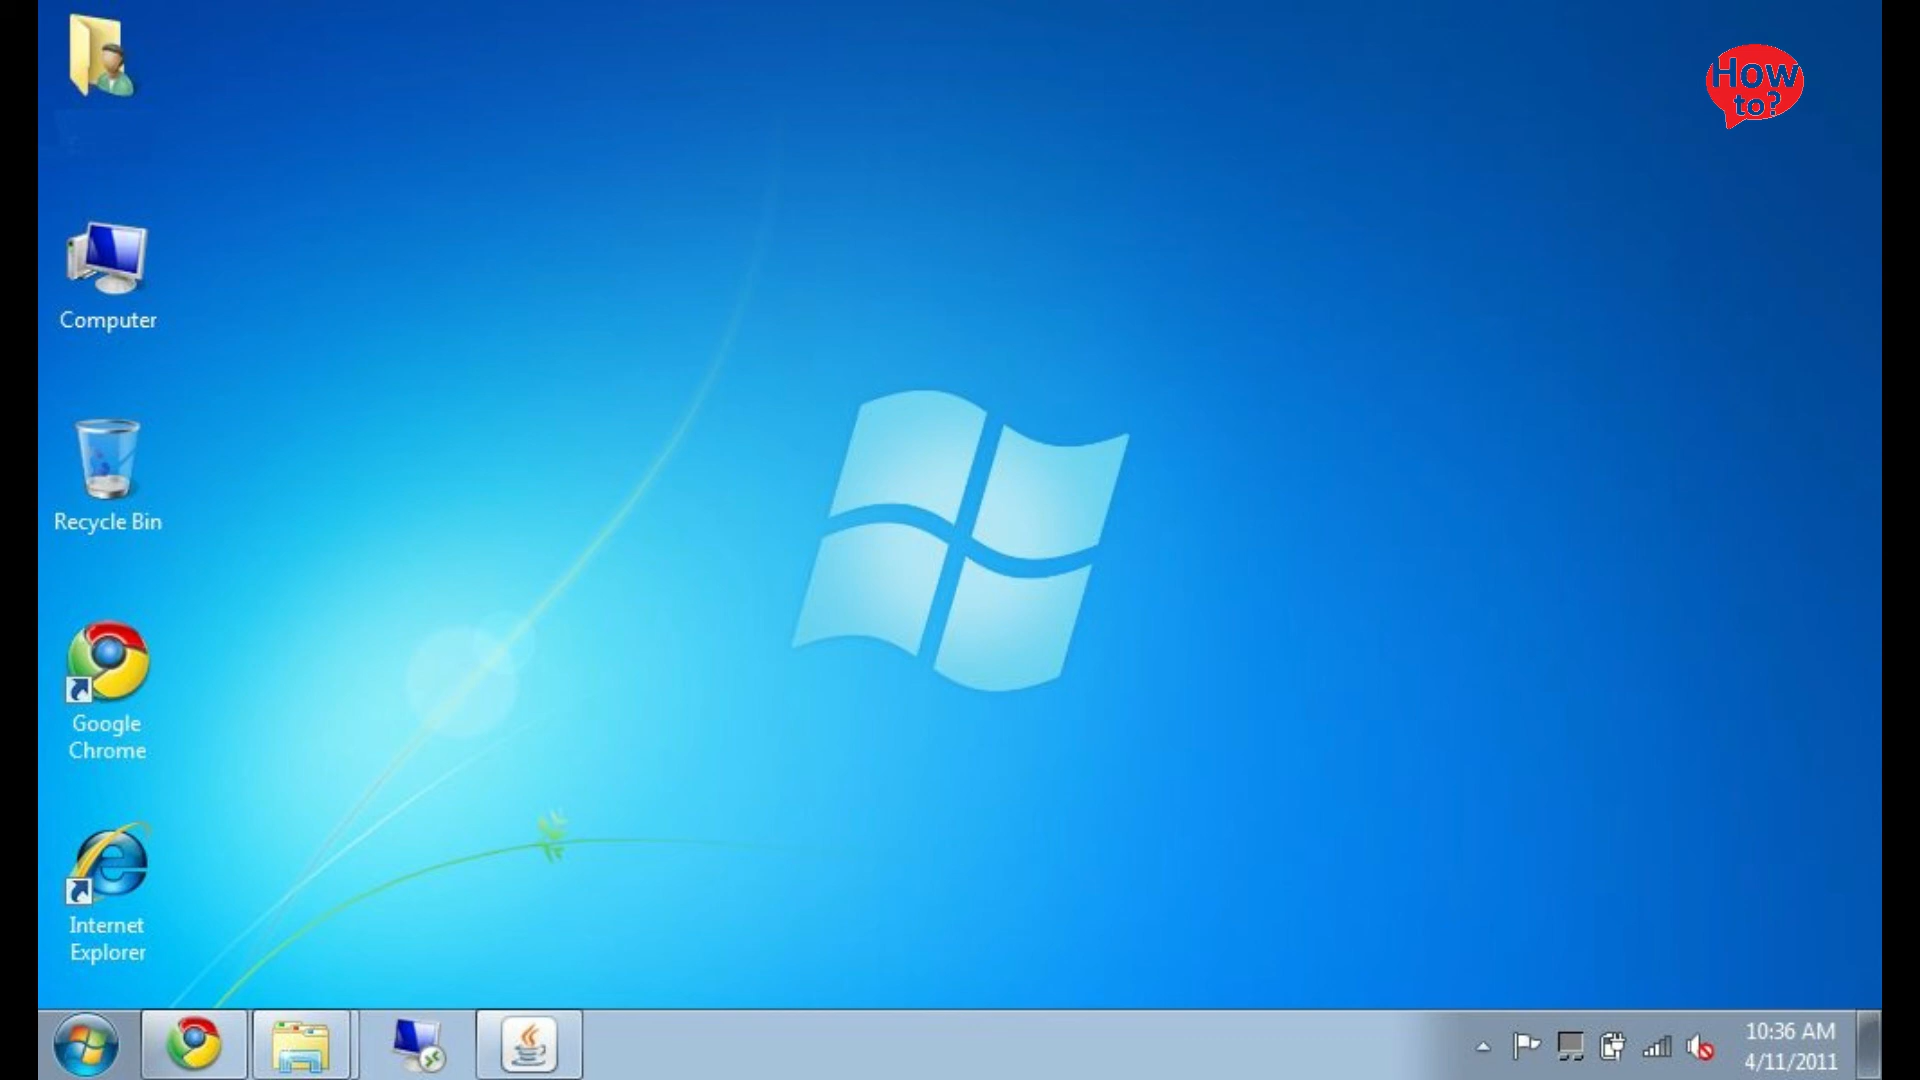 How
to?
Computer
Recycle Bin
Google
Chrome
Internet
Explorer
10:36 AM
4/11/2011